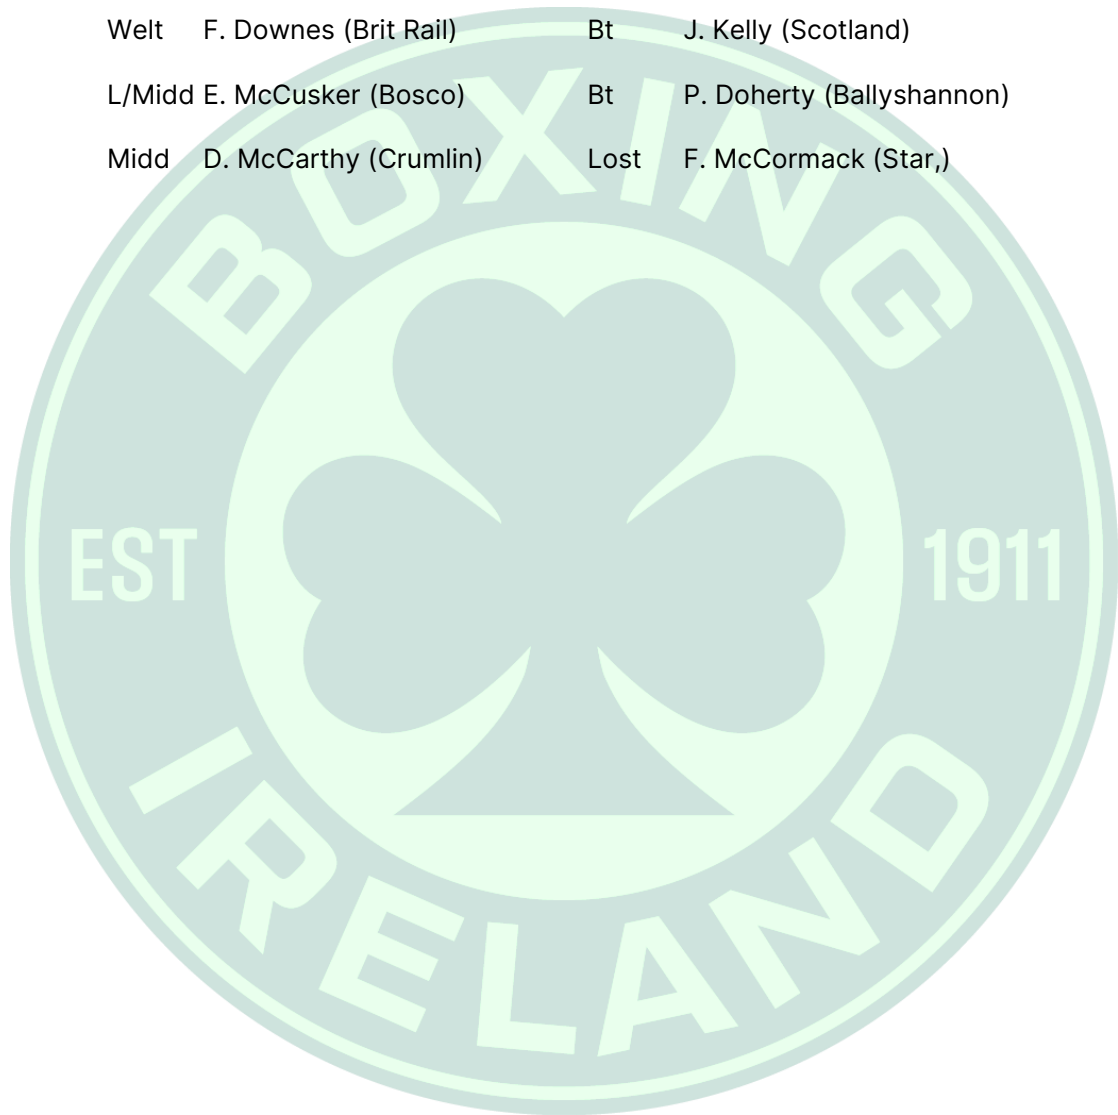 Welt F. Downes (Brit Rail) Bt J. Kelly (Scotland)
L/Midd E. McCusker (Bosco) Bt P. Doherty (Ballyshannon)
Midd D. McCarthy (Crumlin) Lost F. McCormack (Star,)
BOXING
EST 1911
IRELAND